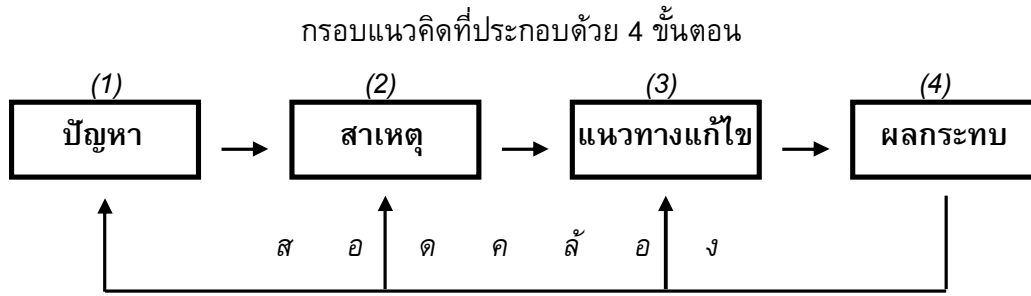 กรอบแนวคิดที่ประกอบด้วย 4 ขั้นตอน
(1) (2) (3) (4)
ปัญหา สาเหตุ แนวทางแก้ไข ผลกระทบ
ส อ ด ค ล้ อ ง